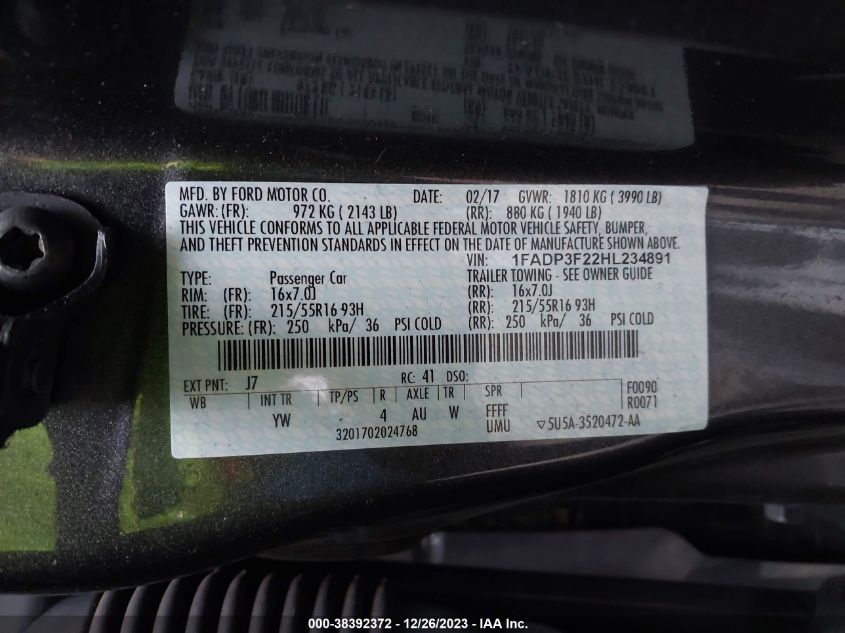 MFD. BY FORD MOTOR CO. DATE: 02/17 GVWR: 1810 KG ( 3990 LB)
GAWR: (FR): 972 KG ( 2143 LB) (RR): 880 KG ( 1940 LB)
THIS VEHICLE CONFORMS TO ALL APPLICABLE FEDERAL MOTOR VEHICLE SAFETY, BUMPER,
AND THEFT PREVENTION STANDARDS IN EFFECT ON THE DATE OF MANUFACTURE SHOWN ABOVE.
VIN: 1FADP3F22HL234891
TYPE: Passenger Car TRAILER TOWING - SEE OWNER GUIDE
RIM: (FR): 16x7.0J (RR): 16x7.0J
TIRE: (FR): 215/55R16 93H (RR): 215/55R16 93H
PRESSURE: (FR): 250 kPa/ 36 PSI COLD (RR): 250 kPa/ 36 PSI COLD
EXT PNT: J7 RC: 41 DSO:
WB INT TR TP/PS R AXLE TR SPR F0090
R0071
YW 4 AU W FFFF
UMU
3201702024768 ▽5U5A-3520472-AA
000-38392372 - 12/26/2023 - IAA Inc.